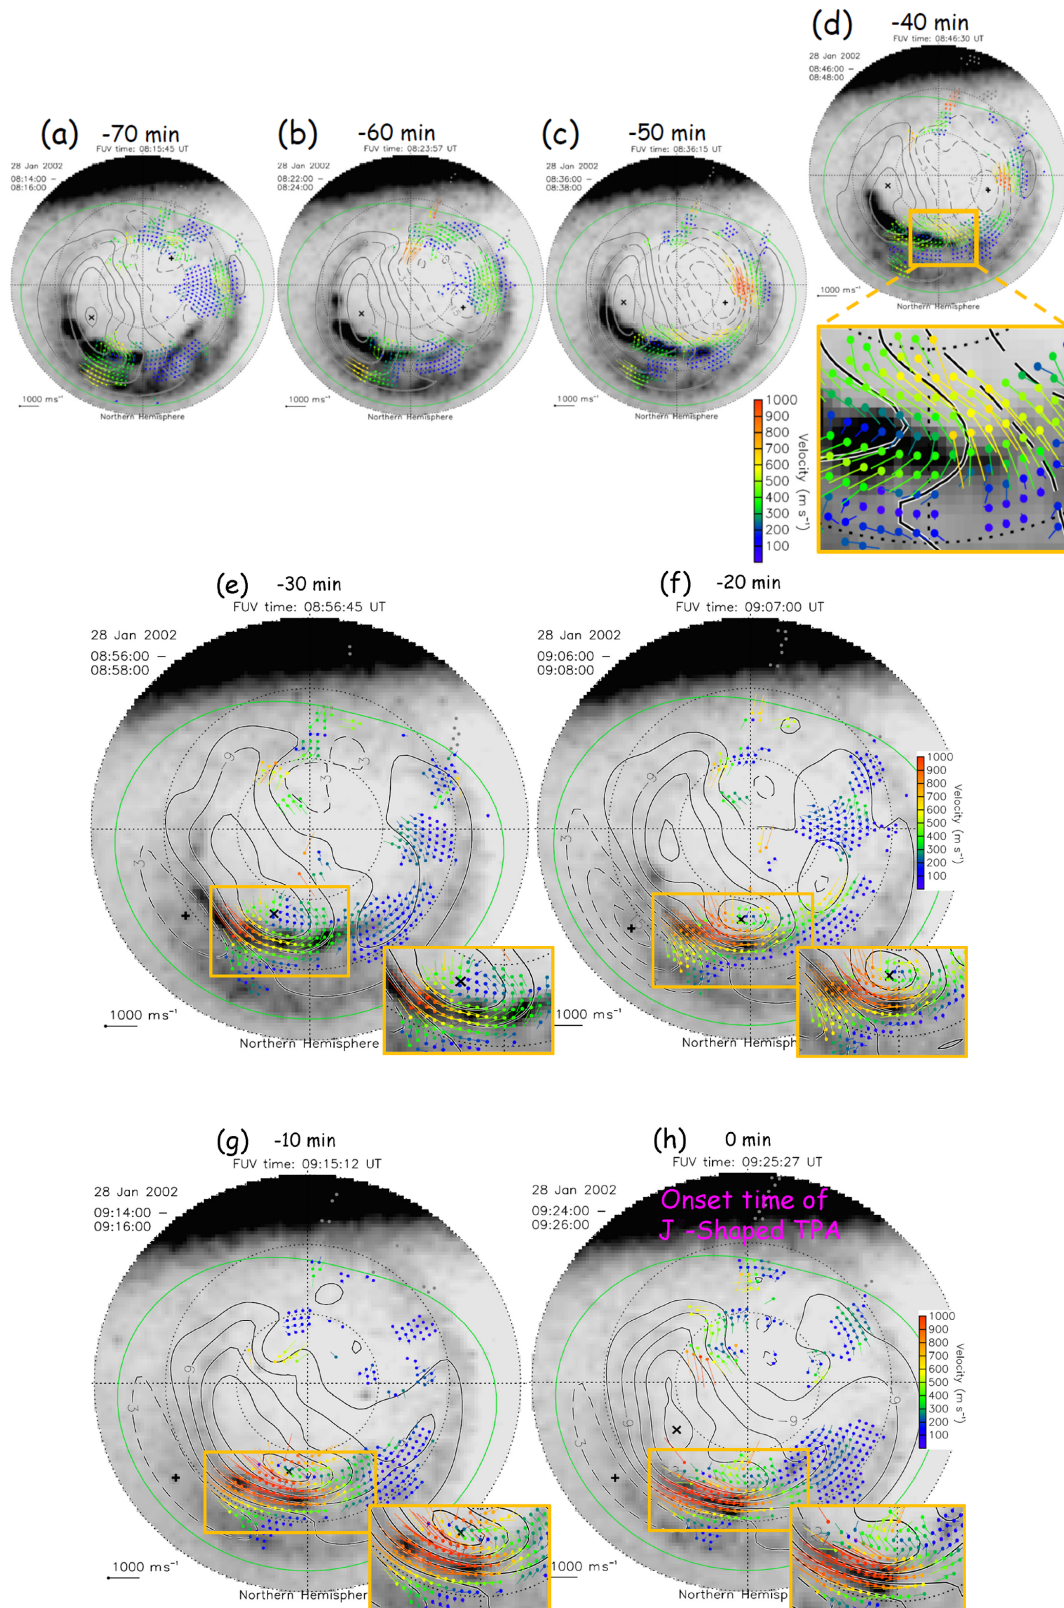 (a) -70 min
FUV time: 08:15:45 UT
28 Jan 2002
08:14:00 –
08:16:00
1000 ms⁻¹
(b) -60 min
FUV time: 08:23:57 UT
28 Jan 2002
08:22:00 –
08:24:00
1000 ms⁻¹
Northern Hemisphere
(c) -50 min
FUV time: 08:36:15 UT
28 Jan 2002
08:36:00 –
08:38:00
1000 ms⁻¹
Northern Hemisphere
(d) -40 min
FUV time: 08:46:30 UT
28 Jan 2002
08:46:00 –
08:48:00
1000 ms⁻¹
Northern Hemisphere
1000
900
800
700
600
500
400
300
200
100
Velocity (m s⁻¹)
(e) -30 min
FUV time: 08:56:45 UT
28 Jan 2002
08:56:00 –
08:58:00
1000 ms⁻¹
Northern Hemisphere
(f) -20 min
FUV time: 09:07:00 UT
28 Jan 2002
09:06:00 –
09:08:00
1000 ms⁻¹
1000
900
800
700
600
500
400
300
200
100
Velocity (m s⁻¹)
Northern Hemisp
(g) -10 min
FUV time: 09:15:12 UT
28 Jan 2002
09:14:00 –
09:16:00
1000 ms⁻¹
Northern Hemisphere
(h) 0 min
FUV time: 09:25:27 UT
28 Jan 2002
09:24:00 –
09:26:00
Onset time of
J -Shaped TPA
1000 ms⁻¹
1000
900
800
700
600
500
400
300
200
100
Velocity (m s⁻¹)
Northern Hemisp